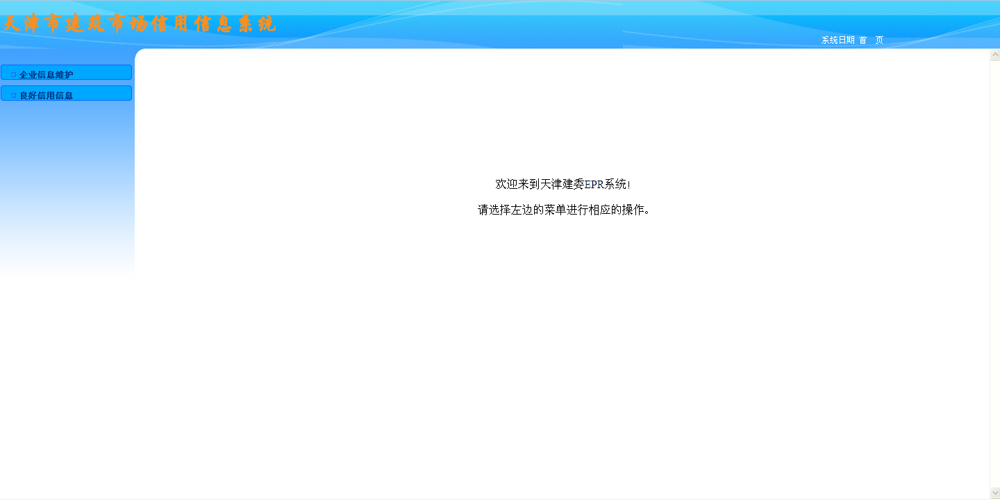 天津市建筑市场信用信息系统
系统日期 首 页
企业信息维护
良好信用信息
欢迎来到天津建委EPR系统!
请选择左边的菜单进行相应的操作。